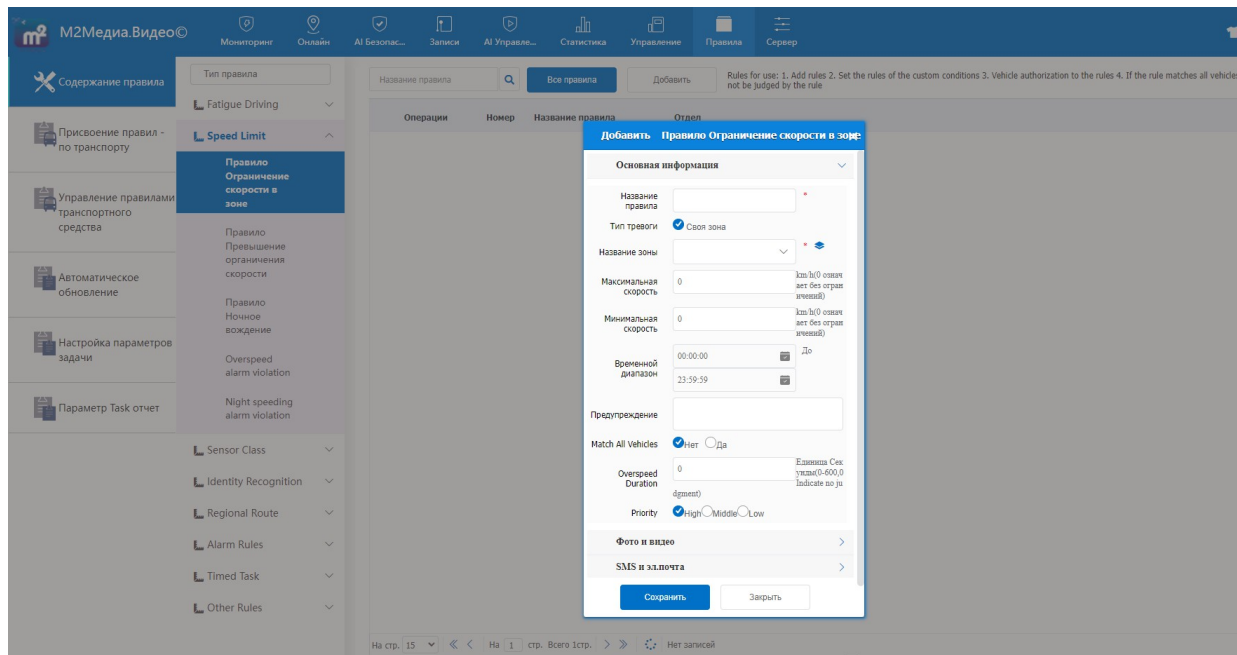 m2 М2Медиа.Видео©
Мониторинг
Онлайн
AI Безопас...
Записи
AI Управле...
Статистика
Управление
Правила
Сервер
Содержание правила
Присвоение правил -
по транспорту
Управление правилами
транспортного
средства
Автоматическое
обновление
Настройка параметров
задачи
Параметр Task отчет
Тип правила
Fatigue Driving
Speed Limit
Правило
Ограничение
скорости в
зоне
Правило
Превышение
органичения
скорости
Правило
Ночное
вождение
Overspeed
alarm violation
Night speeding
alarm violation
Sensor Class
Identity Recognition
Regional Route
Alarm Rules
Timed Task
Other Rules
Название правила
Все правила
Добавить
Rules for use: 1. Add rules 2. Set the rules of the custom conditions 3. Vehicle authorization to the rules 4. If the rule matches all vehicle
not be judged by the rule
Операции Номер Название правила Отдел
Добавить Правило Ограничение скорости в зоне
Основная информация
Название
правила
*
Тип тревоги Своя зона
Название зоны *
Максимальная
скорость
0
km/h(0 означ
ает без огран
ичений)
Минимальная
скорость
0
km/h(0 означ
ает без огран
ичений)
Временной
диапазон
00:00:00
До
23:59:59
Предупреждение
Match All Vehicles Нет Да
Overspeed
Duration
0
Единица Сек
унды(0-600,0
Indicate no ju
dgment)
Priority High Middle Low
Фото и видео
SMS и эл.почта
Сохранить
Закрыть
На стр. 15 На 1 стр. Всего 1стр. Нет записей